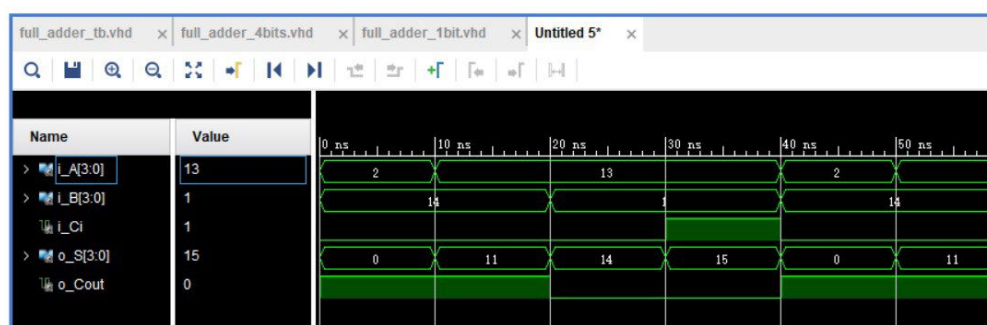 full_adder_tb.vhd × full_adder_4bits.vhd × full_adder_1bit.vhd × Untitled 5* ×
Name Value
0 ns 10 ns 20 ns 30 ns 40 ns 50 ns
> i_A[3:0] 13 2 13 2
> i_B[3:0] 1 14 1 14
i_Ci 1
> o_S[3:0] 15 0 11 14 15 0 11
o_Cout 0